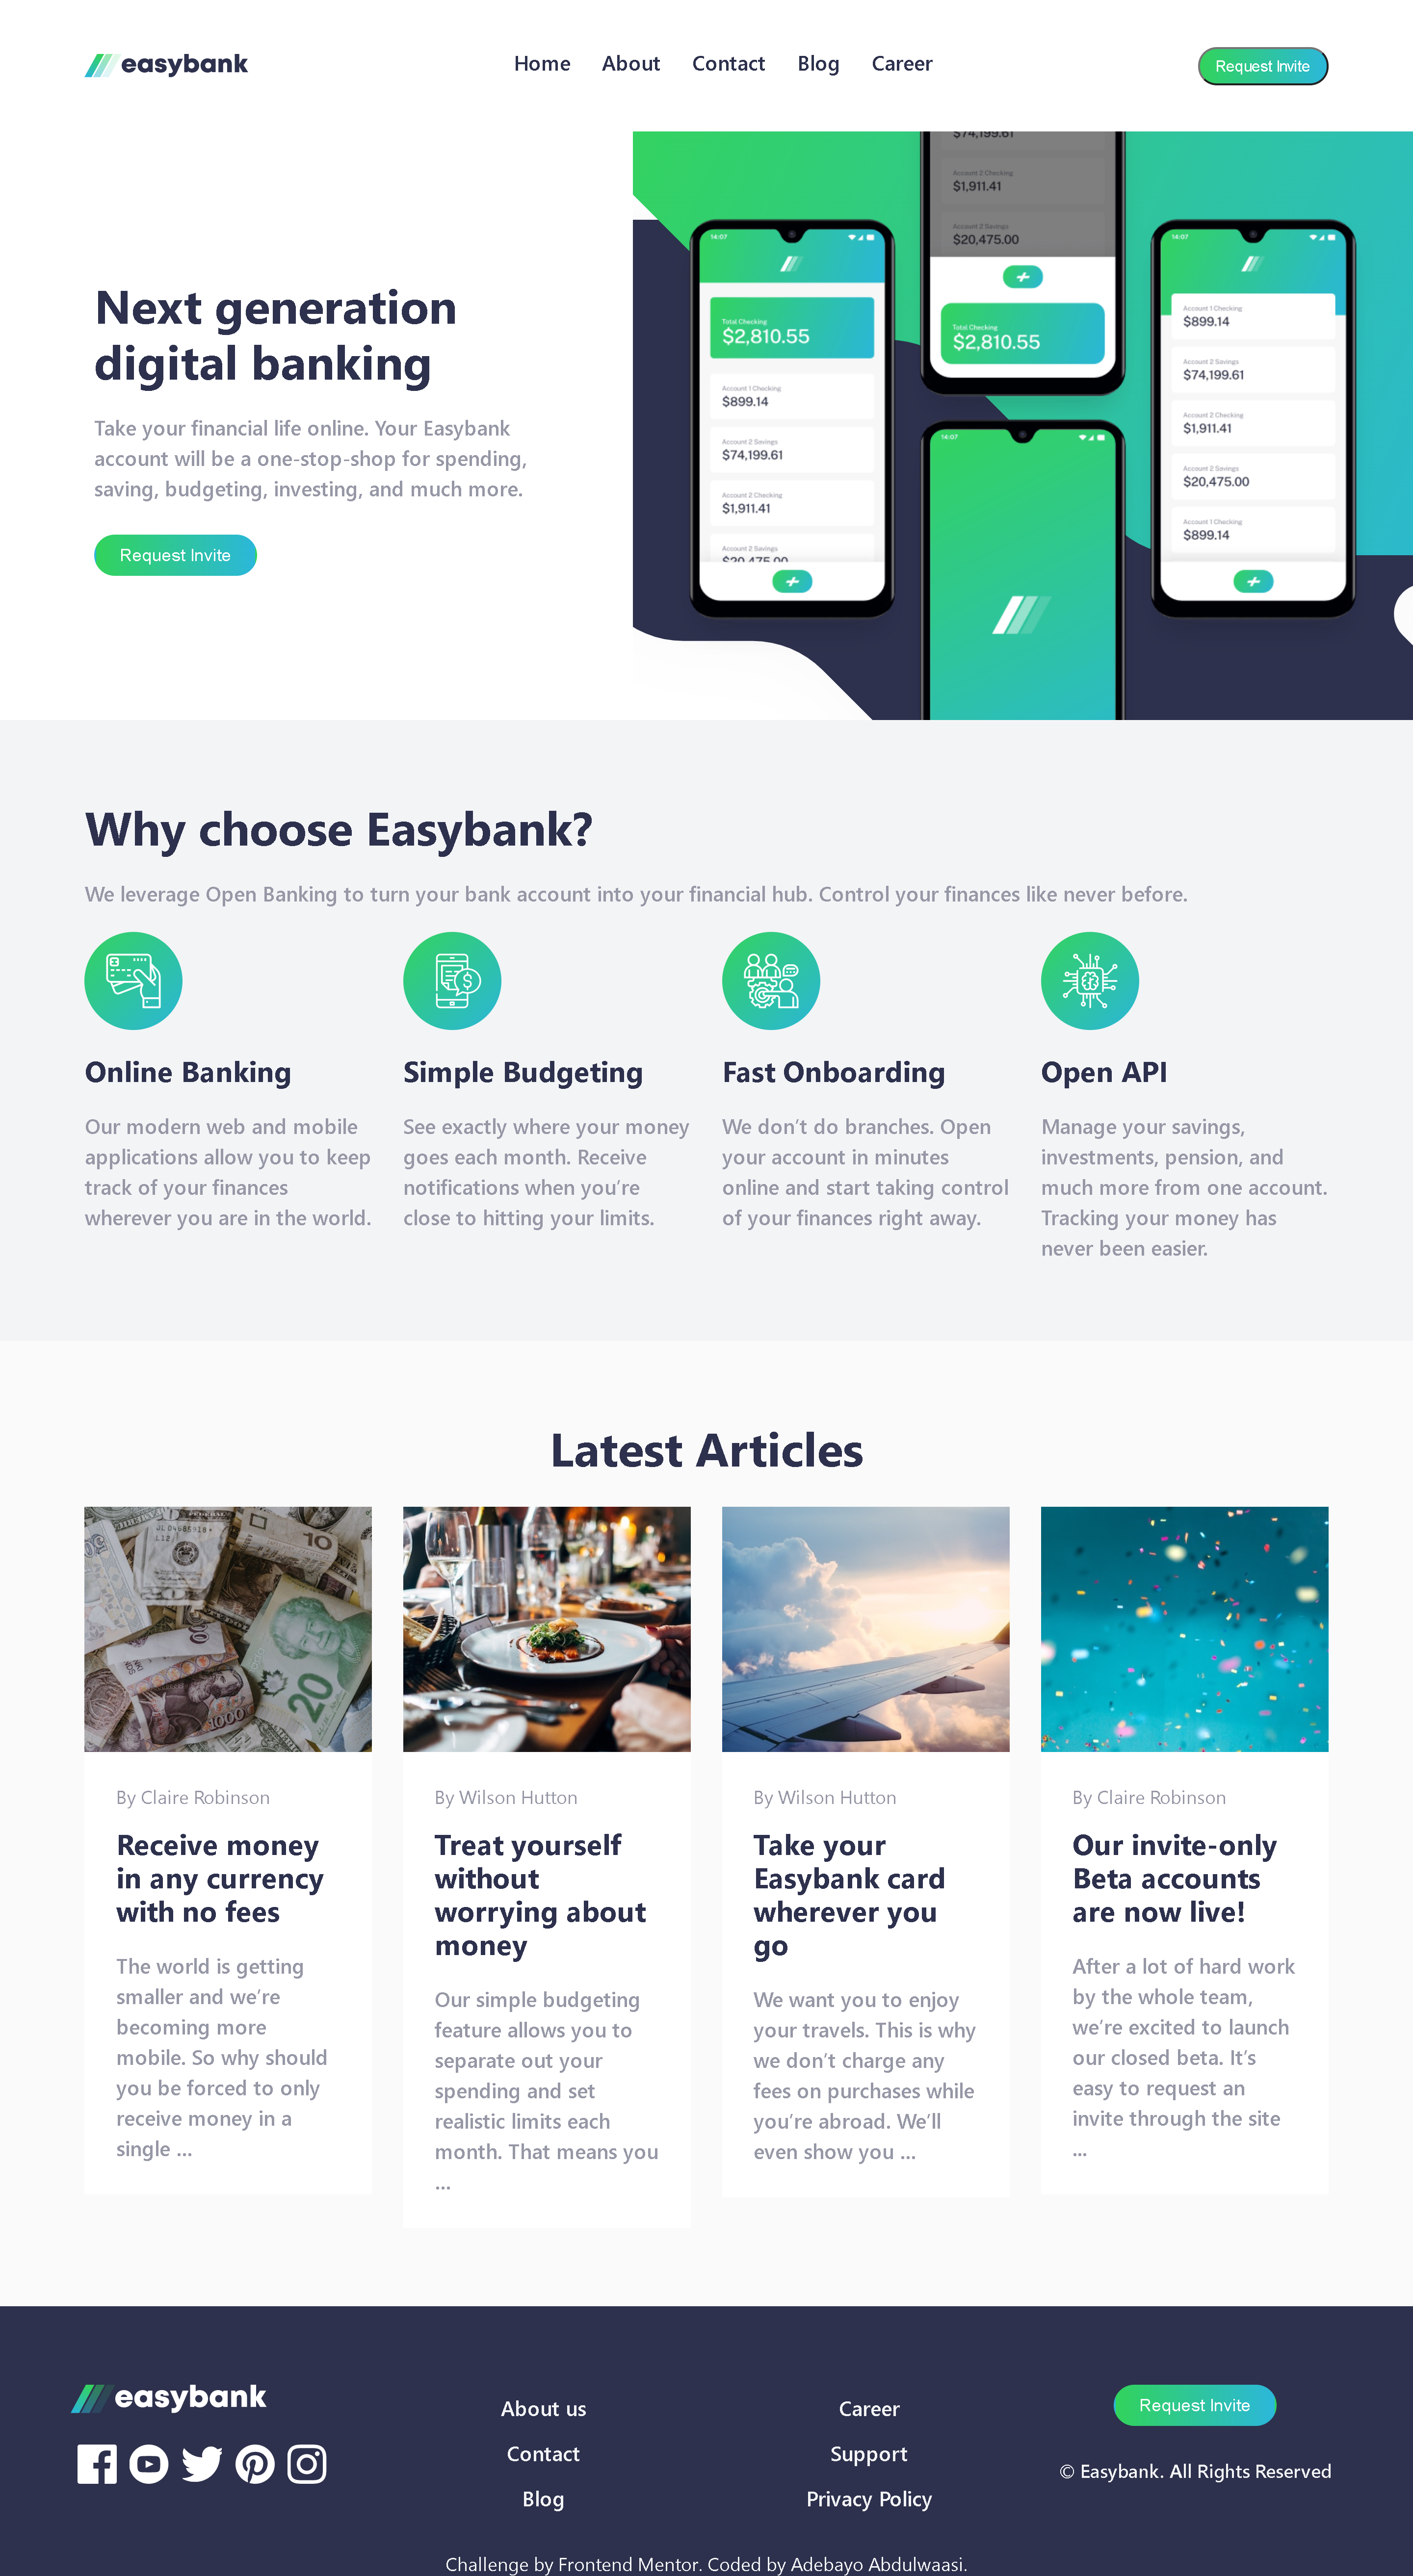 easybank
Home About Contact Blog Career
Request Invite
Next generation
digital banking
Take your financial life online. Your Easybank
account will be a one-stop-shop for spending,
saving, budgeting, investing, and much more.
Request Invite
14:07
Total Checking
$2,810.55
Account 1 Checking
$899.14
Account 2 Savings
$74,199.61
Account 2 Checking
$1,911.41
Account 2 Savings
$20,475.00
$74,199.61
Account 2 Checking
$1,911.41
Account 2 Savings
$20,475.00
Total Checking
$2,810.55
14:07
14:07
Account 1 Checking
$899.14
Account 2 Savings
$74,199.61
Account 2 Checking
$1,911.41
Account 2 Savings
$20,475.00
Account 1 Checking
$899.14
Why choose Easybank?
We leverage Open Banking to turn your bank account into your financial hub. Control your finances like never before.
Online Banking
Our modern web and mobile
applications allow you to keep
track of your finances
wherever you are in the world.
Simple Budgeting
See exactly where your money
goes each month. Receive
notifications when you’re
close to hitting your limits.
Fast Onboarding
We don’t do branches. Open
your account in minutes
online and start taking control
of your finances right away.
Open API
Manage your savings,
investments, pension, and
much more from one account.
Tracking your money has
never been easier.
Latest Articles
10
20
1000
By Claire Robinson
Receive money
in any currency
with no fees
The world is getting
smaller and we’re
becoming more
mobile. So why should
you be forced to only
receive money in a
single ...
By Wilson Hutton
Treat yourself
without
worrying about
money
Our simple budgeting
feature allows you to
separate out your
spending and set
realistic limits each
month. That means you
...
By Wilson Hutton
Take your
Easybank card
wherever you
go
We want you to enjoy
your travels. This is why
we don’t charge any
fees on purchases while
you’re abroad. We’ll
even show you ...
By Claire Robinson
Our invite-only
Beta accounts
are now live!
After a lot of hard work
by the whole team,
we’re excited to launch
our closed beta. It’s
easy to request an
invite through the site
...
easybank
About us
Contact
Blog
Career
Support
Privacy Policy
Request Invite
© Easybank. All Rights Reserved
Challenge by Frontend Mentor. Coded by Adebayo Abdulwaasi.